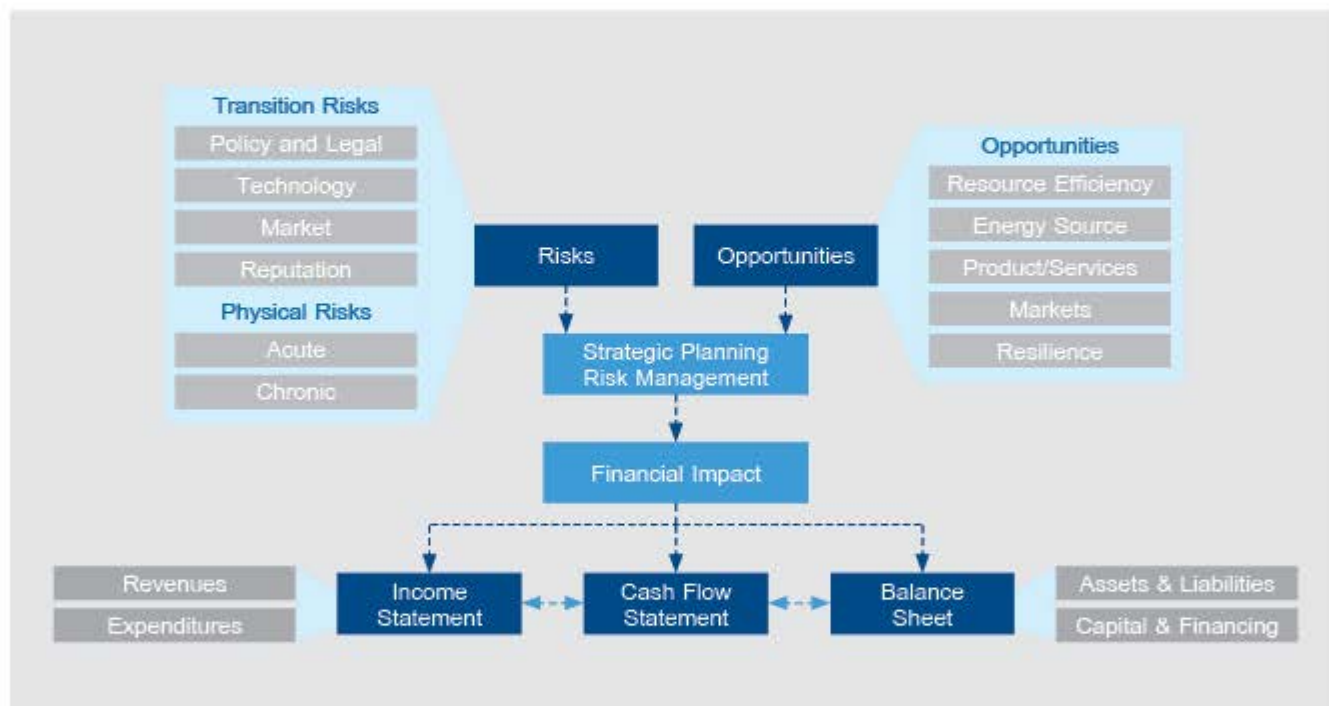 Transition Risks
Policy and Legal
Technology
Market
Reputation
Physical Risks
Acute
Chronic
Risks
Opportunities
Opportunities
Resource Efficiency
Energy Source
Product/Services
Markets
Resilience
Strategic Planning
Risk Management
Financial Impact
Revenues
Expenditures
Income
Statement
Cash Flow
Statement
Balance
Sheet
Assets & Liabilities
Capital & Financing